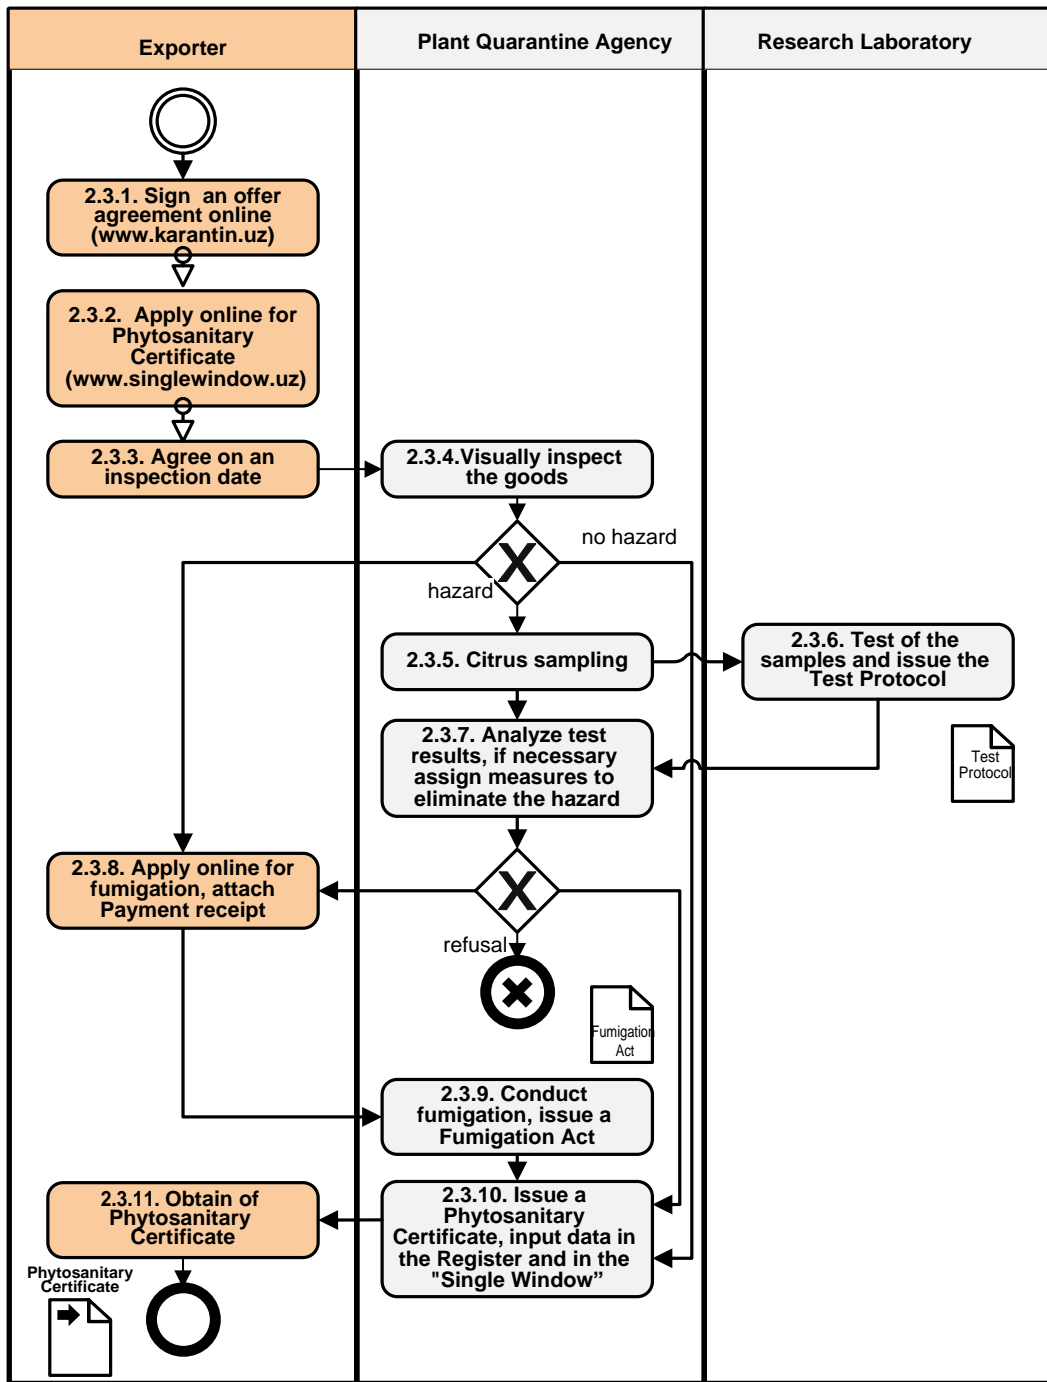 Exporter
Plant Quarantine Agency
Research Laboratory
2.3.1. Sign an offer
agreement online
(www.karantin.uz)
2.3.2. Apply online for
Phytosanitary
Certificate
(www.singlewindow.uz)
2.3.3. Agree on an
inspection date
2.3.4.Visually inspect
the goods
X
no hazard
hazard
2.3.5. Citrus sampling
2.3.6. Test of the
samples and issue the
Test Protocol
2.3.7. Analyze test
results, if necessary
assign measures to
eliminate the hazard
Test
Protocol
2.3.8. Apply online for
fumigation, attach
Payment receipt
X
refusal
Fumigation
Act
2.3.9. Conduct
fumigation, issue a
Fumigation Act
2.3.10. Issue a
Phytosanitary
Certificate, input data in
the Register and in the
"Single Window”
2.3.11. Obtain of
Phytosanitary
Certificate
Phytosanitary
Certificate